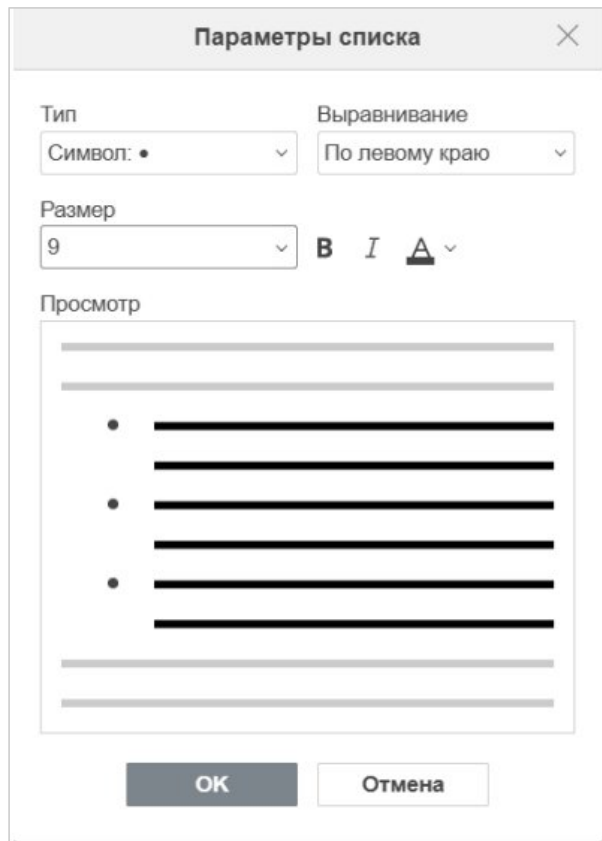 Параметры списка
Тип
Выравнивание
Символ: •
По левому краю
Размер
9
B I A
Просмотр
OK
Отмена